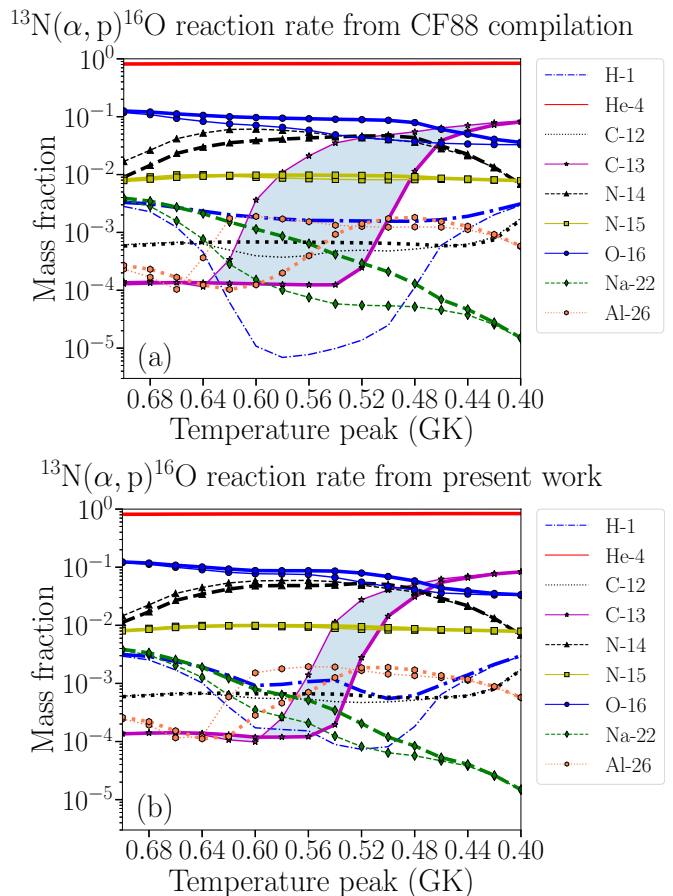 ¹³N(α, p)¹⁶O reaction rate from CF88 compilation
10⁰
10⁻¹
10⁻²
10⁻³
10⁻⁴
10⁻⁵
Mass fraction
(a)
0.68 0.64 0.60 0.56 0.52 0.48 0.44 0.40
Temperature peak (GK)
H-1
He-4
C-12
C-13
N-14
N-15
O-16
Na-22
Al-26
¹³N(α, p)¹⁶O reaction rate from present work
10⁰
10⁻¹
10⁻²
10⁻³
10⁻⁴
10⁻⁵
Mass fraction
(b)
0.68 0.64 0.60 0.56 0.52 0.48 0.44 0.40
Temperature peak (GK)
H-1
He-4
C-12
C-13
N-14
N-15
O-16
Na-22
Al-26